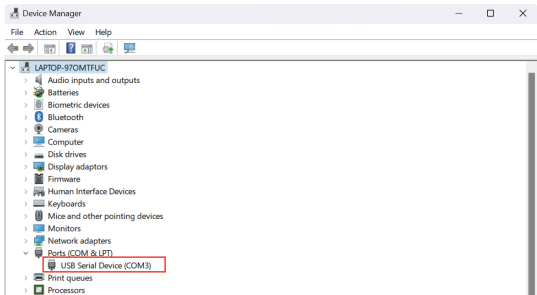 Device Manager
File Action View Help
LAPTOP-97OMTFUC
Audio inputs and outputs
Batteries
Biometric devices
Bluetooth
Cameras
Computer
Disk drives
Display adaptors
Firmware
Human Interface Devices
Keyboards
Mice and other pointing devices
Monitors
Network adapters
Ports (COM & LPT)
USB Serial Device (COM3)
Print queues
Processors